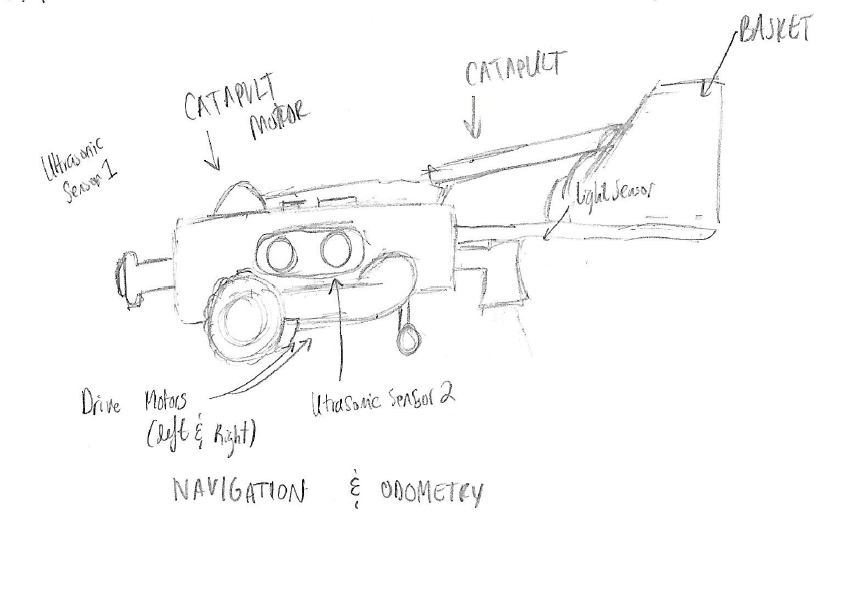 BASKET
CATAPULT
CATAPULT
MOTOR
Ultrasonic
Sensor 1
light sensor
Drive Motors
(left & Right)
Ultrasonic Sensor 2
NAVIGATION & ODOMETRY